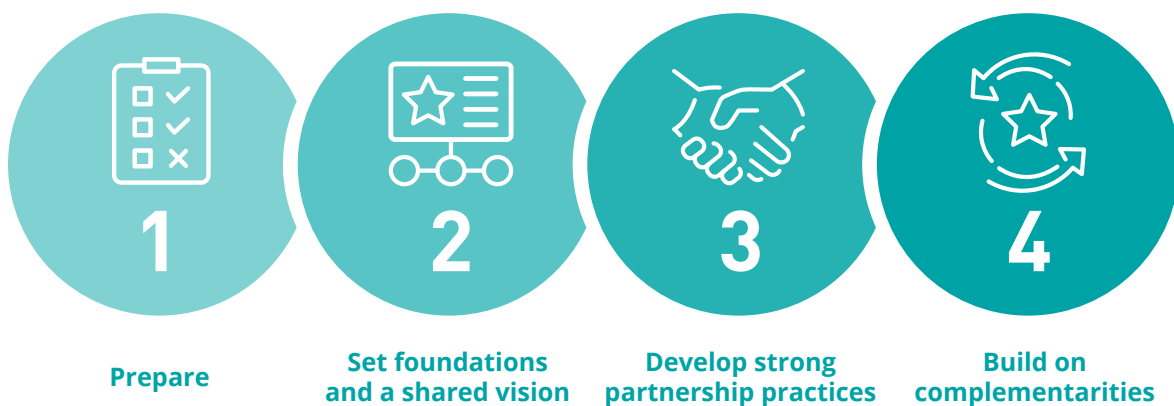 1
2
3
4
Prepare
Set foundations
and a shared vision
Develop strong
partnership practices
Build on
complementarities